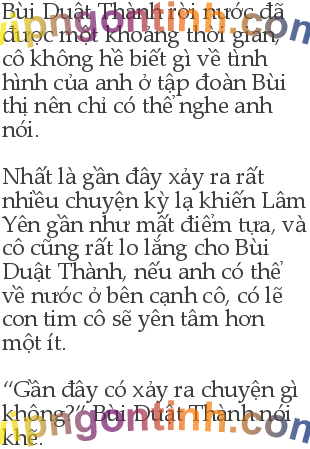 Bùi Duật Thành rời nước đã
được một khoảng thời gian,
cô không hề biết gì về tình
hình của anh ở tập đoàn Bùi
thị nên chỉ có thể nghe anh
nói.
Nhất là gần đây xảy ra rất
nhiều chuyện kỳ lạ khiến Lâm
Yên gần như mất điểm tựa, và
cô cũng rất lo lắng cho Bùi
Duật Thành, nếu anh có thể
về nước ở bên cạnh cô, có lẽ
con tim cô sẽ yên tâm hơn
một ít.
“Gần đây có xảy ra chuyện gì
không?” Bùi Duật Thành nói
khẽ.